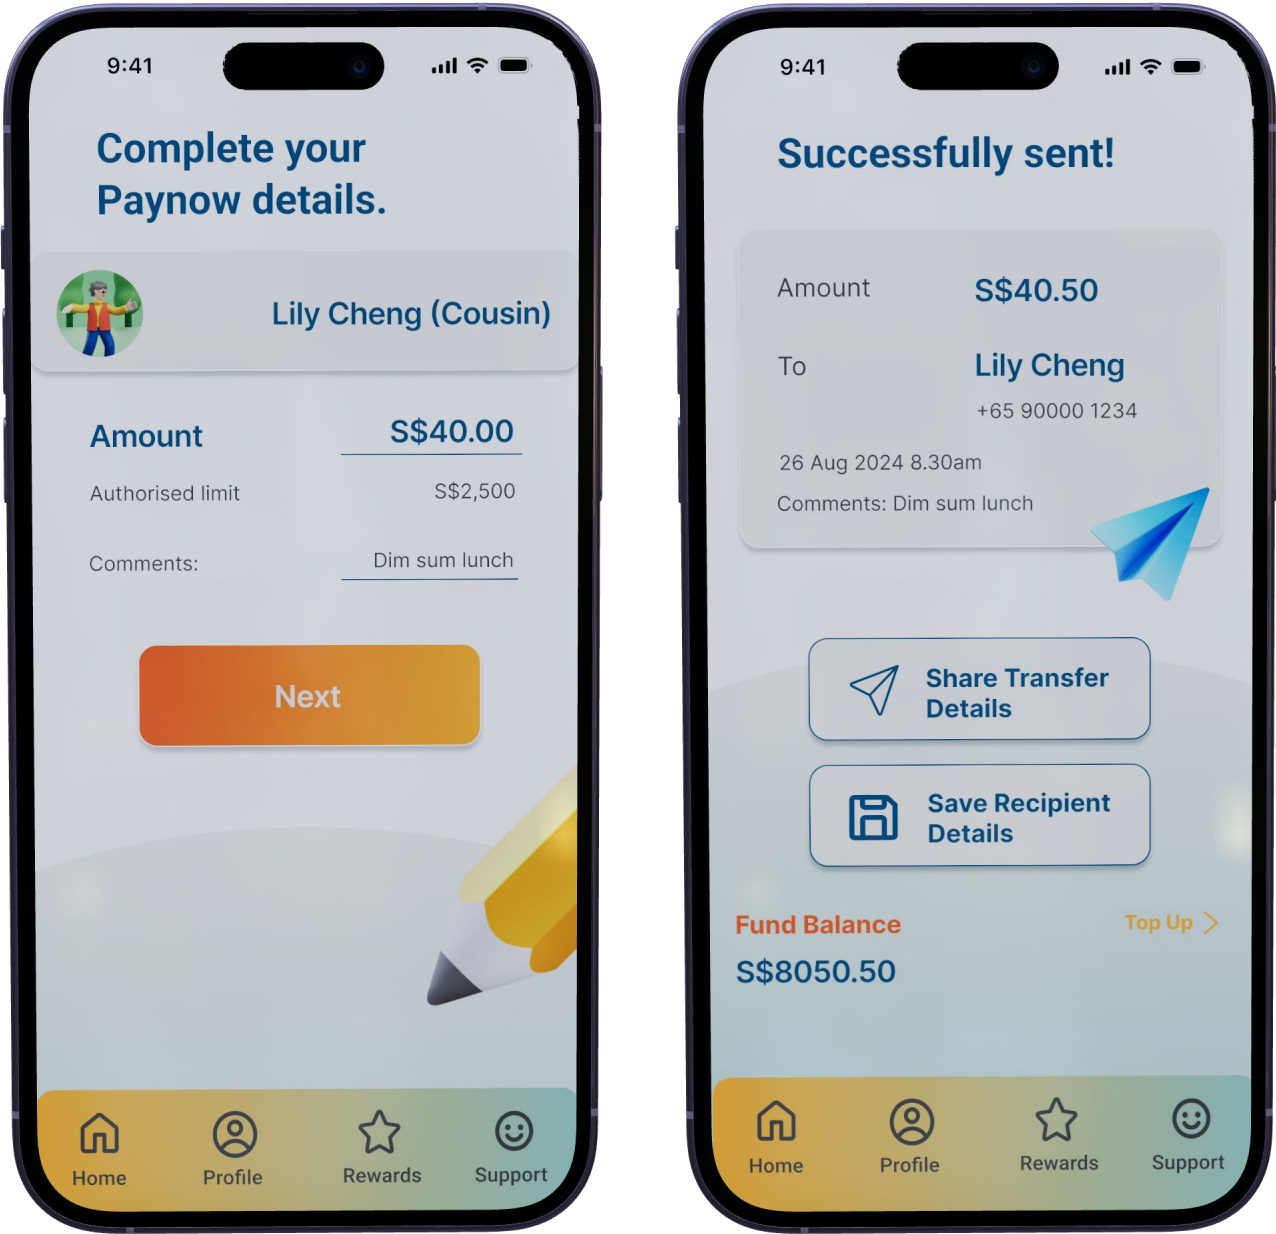 9:41
Complete your
Paynow details.
Lily Cheng (Cousin)
Amount S$40.00
Authorised limit S$2,500
Comments: Dim sum lunch
Next
Home Profile Rewards Support
9:41
Successfully sent!
Amount S$40.50
To Lily Cheng
+65 90000 1234
26 Aug 2024 8.30am
Comments: Dim sum lunch
Share Transfer
Details
Save Recipient
Details
Fund Balance Top Up
S$8050.50
Home Profile Rewards Support